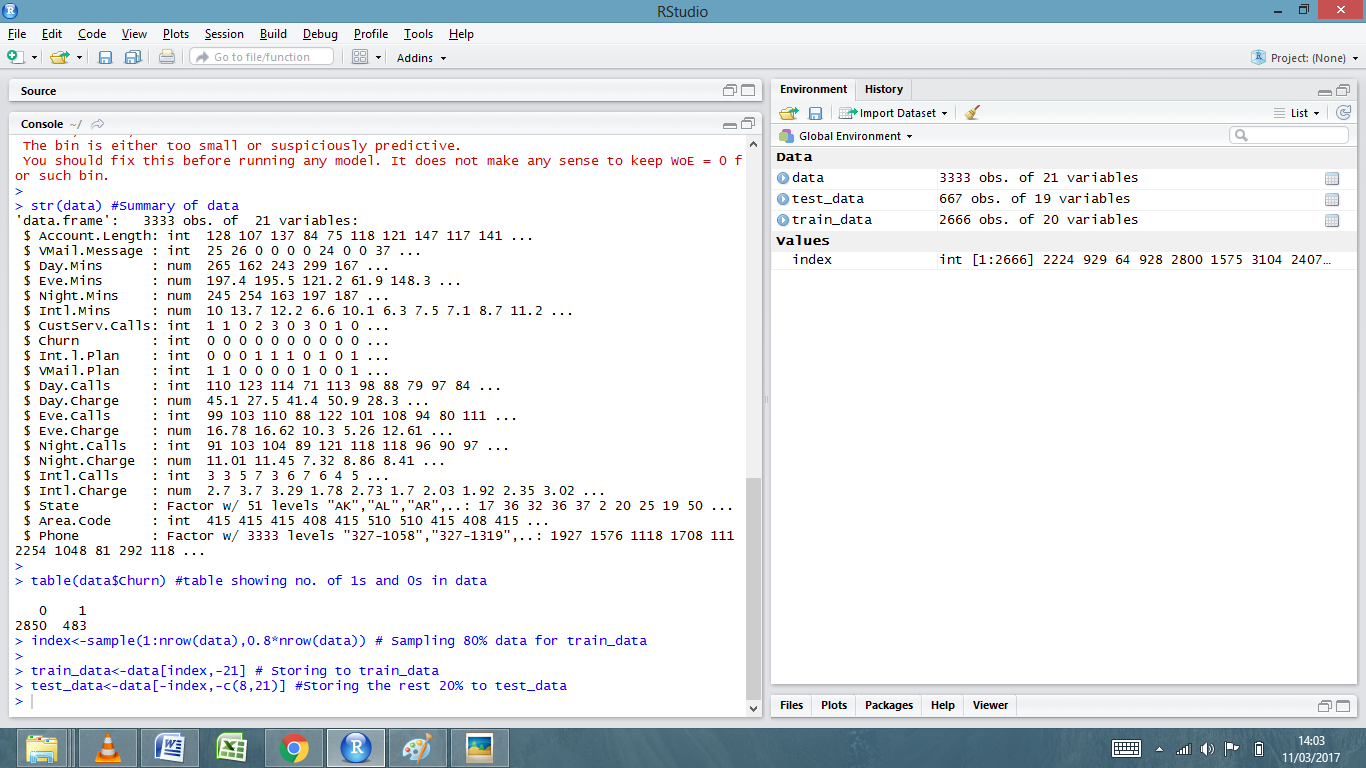 RStudio
File Edit Code View Plots Session Build Debug Profile Tools Help
Go to file/function Addins Project: (None)
Source
Console ~/
The bin is either too small or suspiciously predictive.
You should fix this before running any model. It does not make any sense to keep WoE = 0 f
or such bin.
>
> str(data) #Summary of data
'data.frame': 3333 obs. of 21 variables:
$ Account.Length: int 128 107 137 84 75 118 121 147 117 141 ...
$ VMail.Message : int 25 26 0 0 0 0 24 0 0 37 ...
$ Day.Mins : num 265 162 243 299 167 ...
$ Eve.Mins : num 197.4 195.5 121.2 61.9 148.3 ...
$ Night.Mins : num 245 254 163 197 187 ...
$ Intl.Mins : num 10 13.7 12.2 6.6 10.1 6.3 7.5 7.1 8.7 11.2 ...
$ CustServ.Calls: int 1 1 0 2 3 0 3 0 1 0 ...
$ Churn : int 0 0 0 0 0 0 0 0 0 0 ...
$ Int.l.Plan : int 0 0 0 1 1 1 0 1 0 1 ...
$ VMail.Plan : int 1 1 0 0 0 0 1 0 0 1 ...
$ Day.Calls : int 110 123 114 71 113 98 88 79 97 84 ...
$ Day.Charge : num 45.1 27.5 41.4 50.9 28.3 ...
$ Eve.Calls : int 99 103 110 88 122 101 108 94 80 111 ...
$ Eve.Charge : num 16.78 16.62 10.3 5.26 12.61 ...
$ Night.Calls : int 91 103 104 89 121 118 118 96 90 97 ...
$ Night.Charge : num 11.01 11.45 7.32 8.86 8.41 ...
$ Intl.Calls : int 3 3 5 7 3 6 7 6 4 5 ...
$ Intl.Charge : num 2.7 3.7 3.29 1.78 2.73 1.7 2.03 1.92 2.35 3.02 ...
$ State : Factor w/ 51 levels "AK","AL","AR",..: 17 36 32 36 37 2 20 25 19 50 ...
$ Area.Code : int 415 415 415 408 415 510 510 415 408 415 ...
$ Phone : Factor w/ 3333 levels "327-1058","327-1319",..: 1927 1576 1118 1708 111
2254 1048 81 292 118 ...
>
> table(data$Churn) #table showing no. of 1s and 0s in data
0 1
2850 483
> index<-sample(1:nrow(data),0.8*nrow(data)) # Sampling 80% data for train_data
>
> train_data<-data[index,-21] # Storing to train_data
> test_data<-data[-index,-c(8,21)] #Storing the rest 20% to test_data
>
Environment History
Import Dataset List
Global Environment
Data
data 3333 obs. of 21 variables
test_data 667 obs. of 19 variables
train_data 2666 obs. of 20 variables
Values
index int [1:2666] 2224 929 64 928 2800 1575 3104 2407…
Files Plots Packages Help Viewer
14:03
11/03/2017